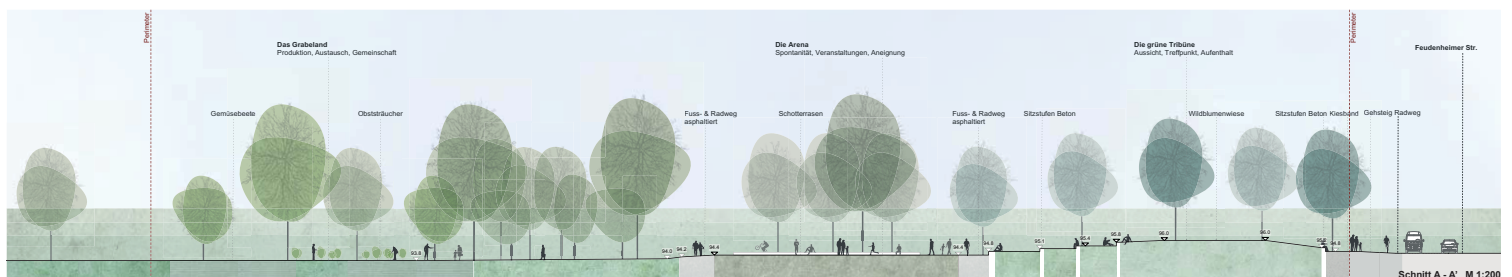 Perimeter
Das Grabeland
Produktion, Austausch, Gemeinschaft
Die Arena
Spontanität, Veranstaltungen, Aneignung
Die grüne Tribüne
Aussicht, Treffpunkt, Aufenthalt
Perimeter
Feudenheimer Str.
Gemüsebeete
Obststräucher
Fuss- & Radweg
asphaltiert
Schotterrasen
Fuss- & Radweg
asphaltiert
Sitzstufen Beton
Wildblumenwiese
Sitzstufen Beton Kiesband
Gehsteig Radweg
93.8
94.0
94.2
94.4
94.4
94.8
95.1
95.4
95.8
96.0
96.0
94.8
Schnitt A - A' M 1:200